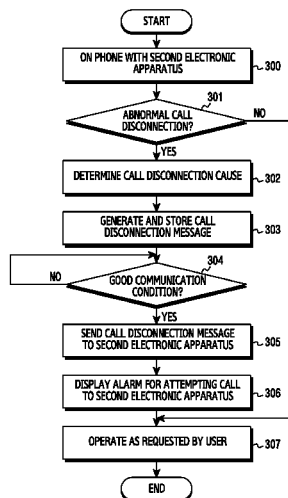 START
ON PHONE WITH SECOND ELECTRONIC
APPARATUS
300
301
ABNORMAL CALL
DISCONNECTION?
NO
YES
DETERMINE CALL DISCONNECTION CAUSE
302
GENERATE AND STORE CALL
DISCONNECTION MESSAGE
303
304
GOOD COMMUNICATION
CONDITION?
NO
YES
SEND CALL DISCONNECTION MESSAGE
TO SECOND ELECTRONIC APPARATUS
305
DISPLAY ALARM FOR ATTEMPTING CALL
TO SECOND ELECTRONIC APPARATUS
306
OPERATE AS REQUESTED BY USER
307
END